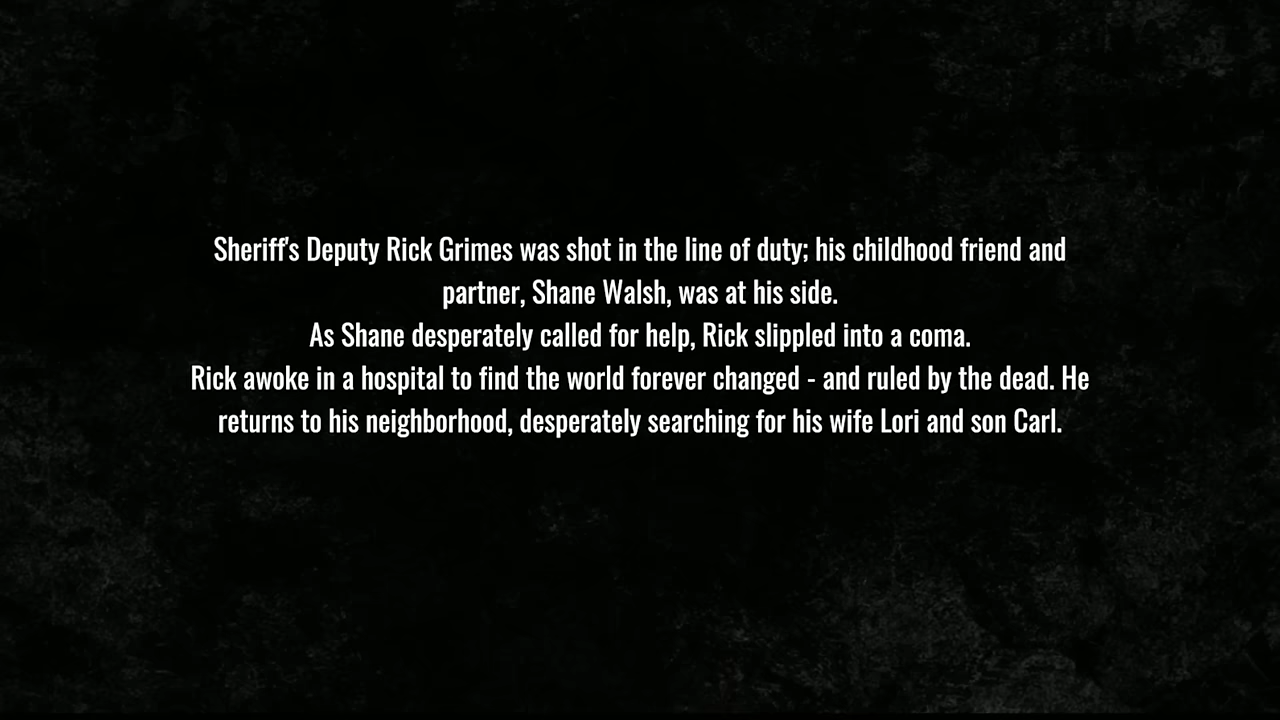 Sheriff's Deputy Rick Grimes was shot in the line of duty; his childhood friend and
partner, Shane Walsh, was at his side.
As Shane desperately called for help, Rick slippled into a coma.
Rick awoke in a hospital to find the world forever changed - and ruled by the dead. He
returns to his neighborhood, desperately searching for his wife Lori and son Carl.